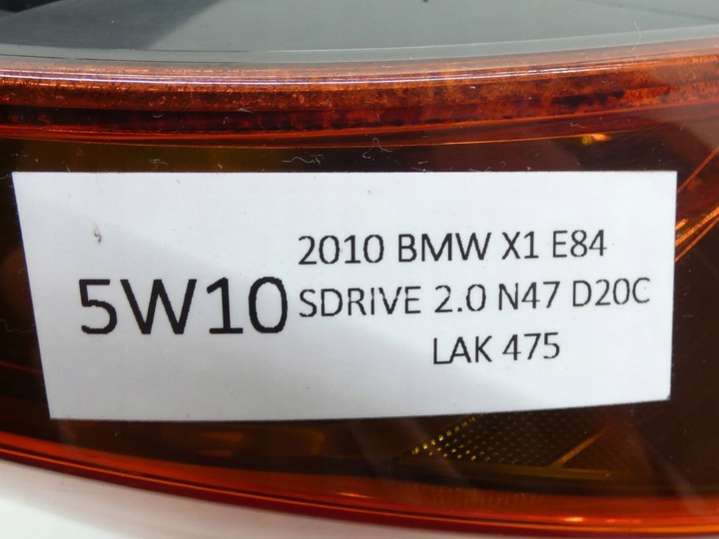 5W10
2010 BMW X1 E84
SDRIVE 2.0 N47 D20C
LAK 475